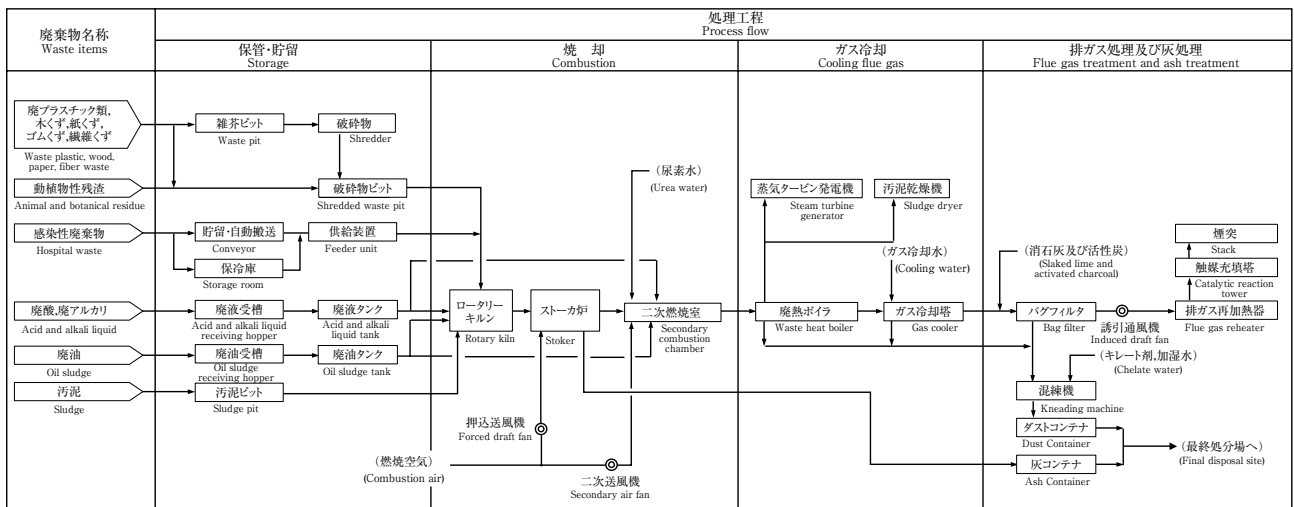 廃棄物名称
Waste items
処理工程
Process flow
保管・貯留
Storage
焼 却
Combustion
ガス冷却
Cooling flue gas
排ガス処理及び灰処理
Flue gas treatment and ash treatment
廃プラスチック類,
木くず,紙くず,
ゴムくず,繊維くず
Waste plastic, wood,
paper, fiber waste
雑芥ピット
Waste pit
破砕物
Shredder
動植物性残渣
Animal and botanical residue
破砕物ピット
Shredded waste pit
感染性廃棄物
Hospital waste
貯留・自動搬送
Conveyor
供給装置
Feeder unit
保冷庫
Storage room
廃酸,廃アルカリ
Acid and alkali liquid
廃液受槽
Acid and alkali liquid
receiving hopper
廃液タンク
Acid and alkali
liquid tank
廃油
Oil sludge
廃油受槽
Oil sludge
receiving hopper
廃油タンク
Oil sludge tank
汚泥
Sludge
汚泥ピット
Sludge pit
ロータリー
キルン
Rotary kiln
ストーカ炉
Stoker
(尿素水)
(Urea water)
二次燃焼室
Secondary
combustion
chamber
押込送風機
Forced draft fan
(燃焼空気)
(Combustion air)
二次送風機
Secondary air fan
蒸気タービン発電機
Steam turbine
generator
汚泥乾燥機
Sludge dryer
(ガス冷却水)
(Cooling water)
廃熱ボイラ
Waste heat boiler
ガス冷却塔
Gas cooler
(消石灰及び活性炭)
(Slaked lime and
activated charcoal)
煙突
Stack
触媒充填塔
Catalytic reaction
tower
バグフィルタ
Bag filter
誘引通風機
Induced draft fan
排ガス再加熱器
Flue gas reheater
(キレート剤,加湿水)
(Chelate water)
混練機
Kneading machine
ダストコンテナ
Dust Container
灰コンテナ
Ash Container
(最終処分場へ)
(Final disposal site)